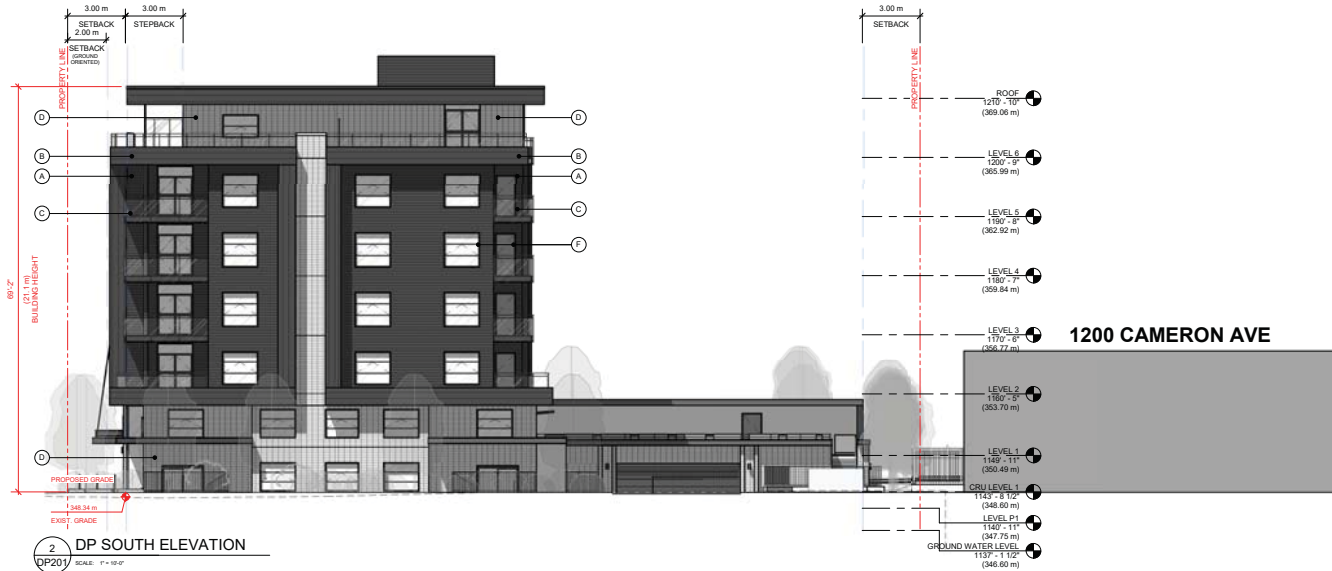 3.00 m
3.00 m
SETBACK
STEPBACK
2.00 m
SETBACK
(GROUND
ORIENTED)
3.00 m
SETBACK
PROPERTY LINE
PROPERTY LINE
D
D
B
B
A
A
C
C
F
D
69'-2"
(21.1 m)
BUILDING HEIGHT
ROOF
1210' - 10"
(369.06 m)
LEVEL 6
1200' - 9"
(365.99 m)
LEVEL 5
1190' - 8"
(362.92 m)
LEVEL 4
1180' - 7"
(359.84 m)
LEVEL 3
1170' - 6"
(356.77 m)
1200 CAMERON AVE
LEVEL 2
1160' - 5"
(353.70 m)
LEVEL 1
1149' - 11"
(350.49 m)
CRU LEVEL 1
1143' - 8 1/2"
(348.60 m)
LEVEL P1
1140' - 11"
(347.75 m)
GROUND WATER LEVEL
1137' - 1 1/2"
(346.60 m)
PROPOSED GRADE
348.34 m
EXIST. GRADE
2
DP201
DP SOUTH ELEVATION
SCALE: 1" = 10'-0"